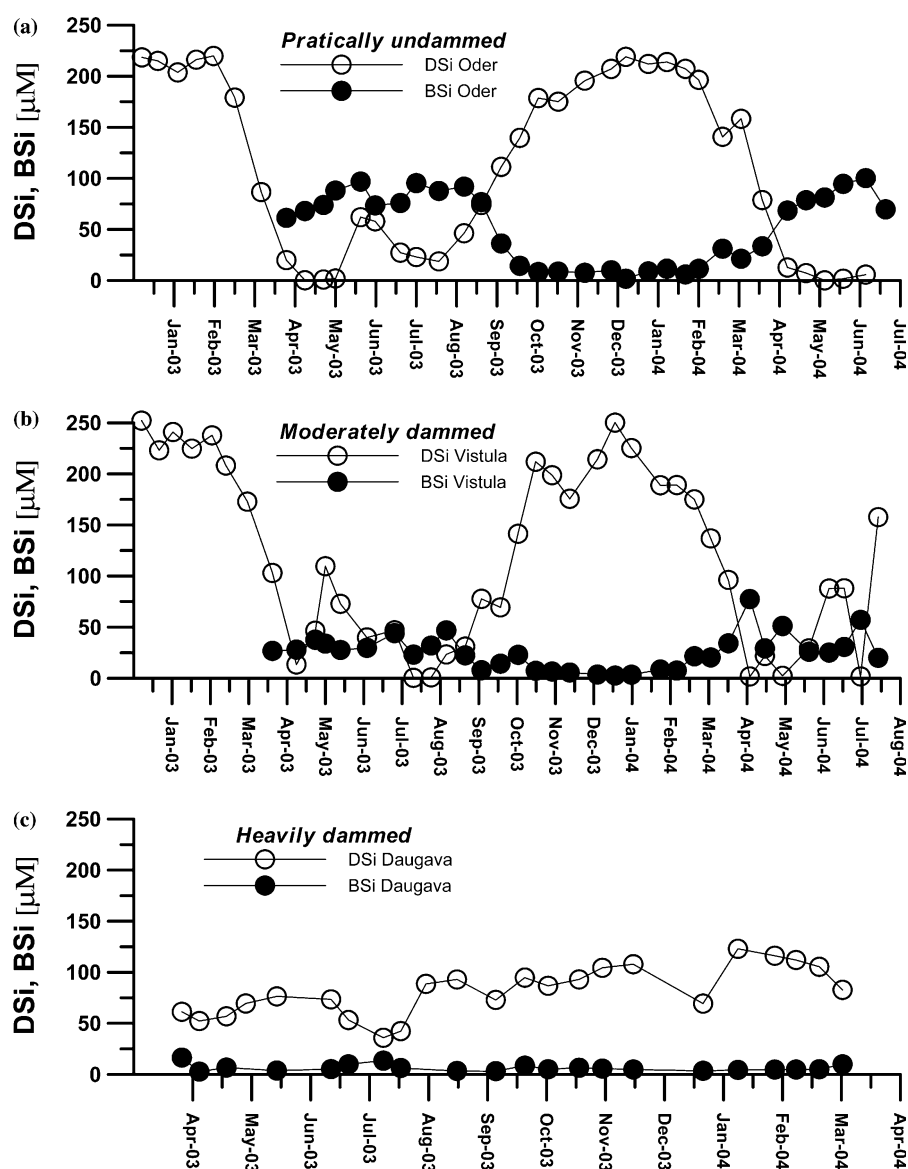 (a)
Pratically undammed
DSi Oder
BSi Oder
DSi, BSi [µM]
250
200
150
100
50
0
Jan-03
Feb-03
Mar-03
Apr-03
May-03
Jun-03
Jul-03
Aug-03
Sep-03
Oct-03
Nov-03
Dec-03
Jan-04
Feb-04
Mar-04
Apr-04
May-04
Jun-04
Jul-04
(b)
Moderately dammed
DSi Vistula
BSi Vistula
DSi, BSi [µM]
250
200
150
100
50
0
Jan-03
Feb-03
Mar-03
Apr-03
May-03
Jun-03
Jul-03
Aug-03
Sep-03
Oct-03
Nov-03
Dec-03
Jan-04
Feb-04
Mar-04
Apr-04
May-04
Jun-04
Jul-04
Aug-04
(c)
Heavily dammed
DSi Daugava
BSi Daugava
DSi, BSi [µM]
250
200
150
100
50
0
Apr-03
May-03
Jun-03
Jul-03
Aug-03
Sep-03
Oct-03
Nov-03
Dec-03
Jan-04
Feb-04
Mar-04
Apr-04